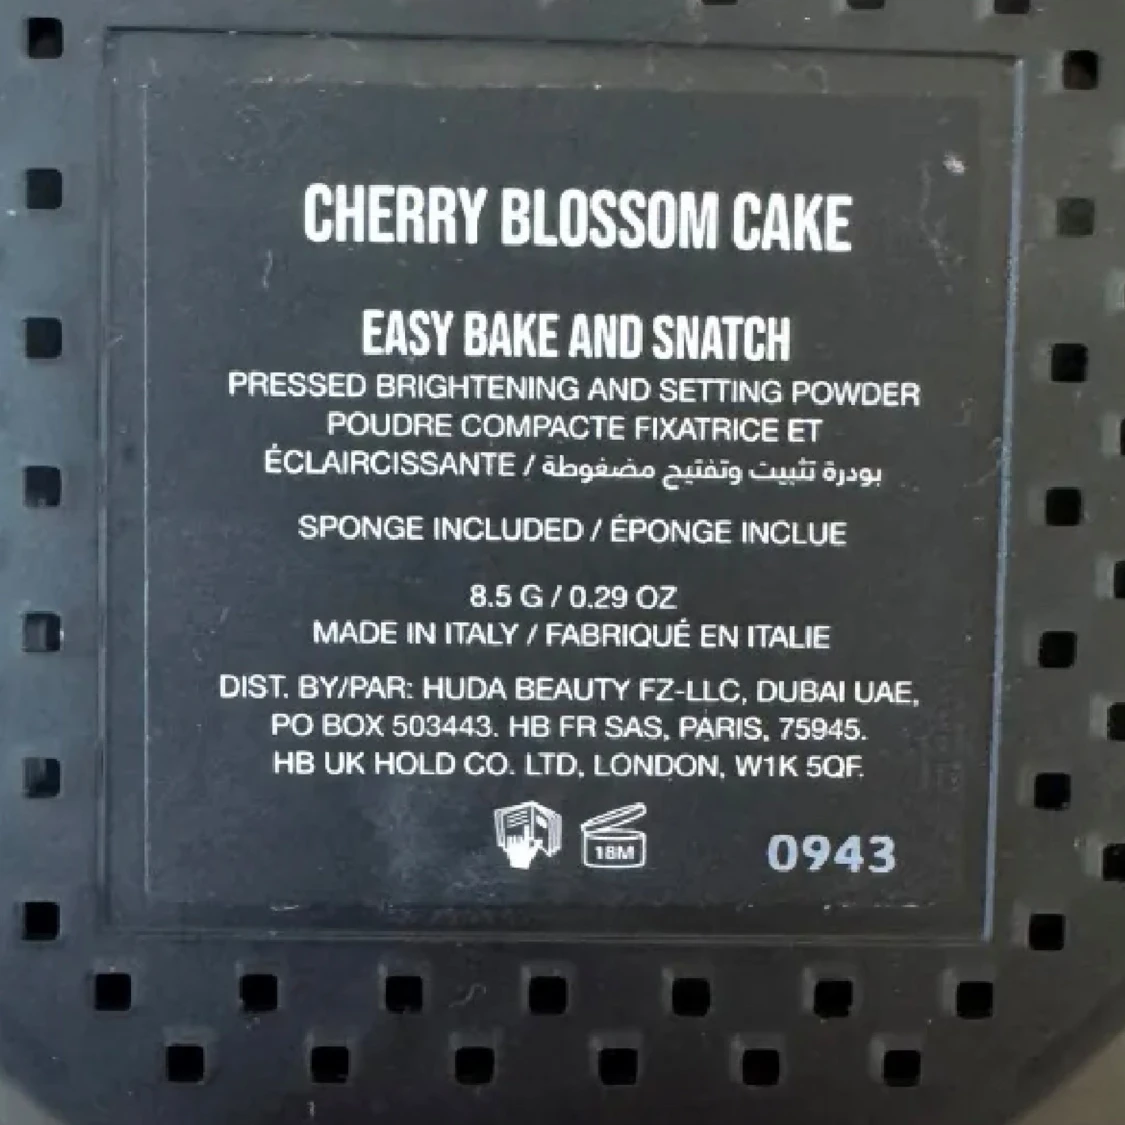 CHERRY BLOSSOM CAKE
EASY BAKE AND SNATCH
PRESSED BRIGHTENING AND SETTING POWDER
POUDRE COMPACTE FIXATRICE ET
ÉCLAIRCISSANTE / بودرة تثبيت وتفتيح مضغوطة
SPONGE INCLUDED / ÉPONGE INCLUE
8.5 G / 0.29 OZ
MADE IN ITALY / FABRIQUÉ EN ITALIE
DIST. BY/PAR: HUDA BEAUTY FZ-LLC, DUBAI UAE,
PO BOX 503443. HB FR SAS, PARIS, 75945.
HB UK HOLD CO. LTD, LONDON, W1K 5QF.
18M
0943